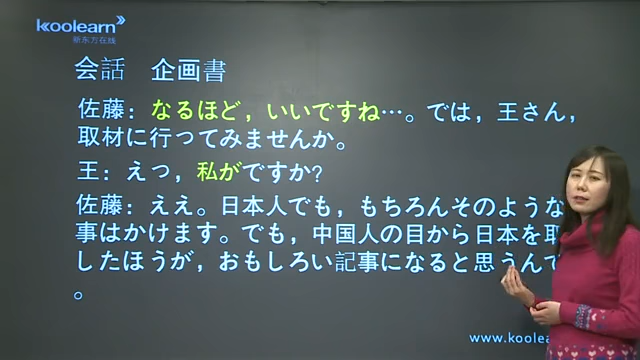 koolearn
新东方在线
会話 企画書
佐藤：なるほど，いいですね…。では，王さん，
取材に行ってみませんか。
王：えっ，私がですか?
佐藤：ええ。日本人でも，もちろんそのような
事はかけます。でも，中国人の目から日本を取
したほうが，おもしろい記事になると思うんで
。
www.koolearn